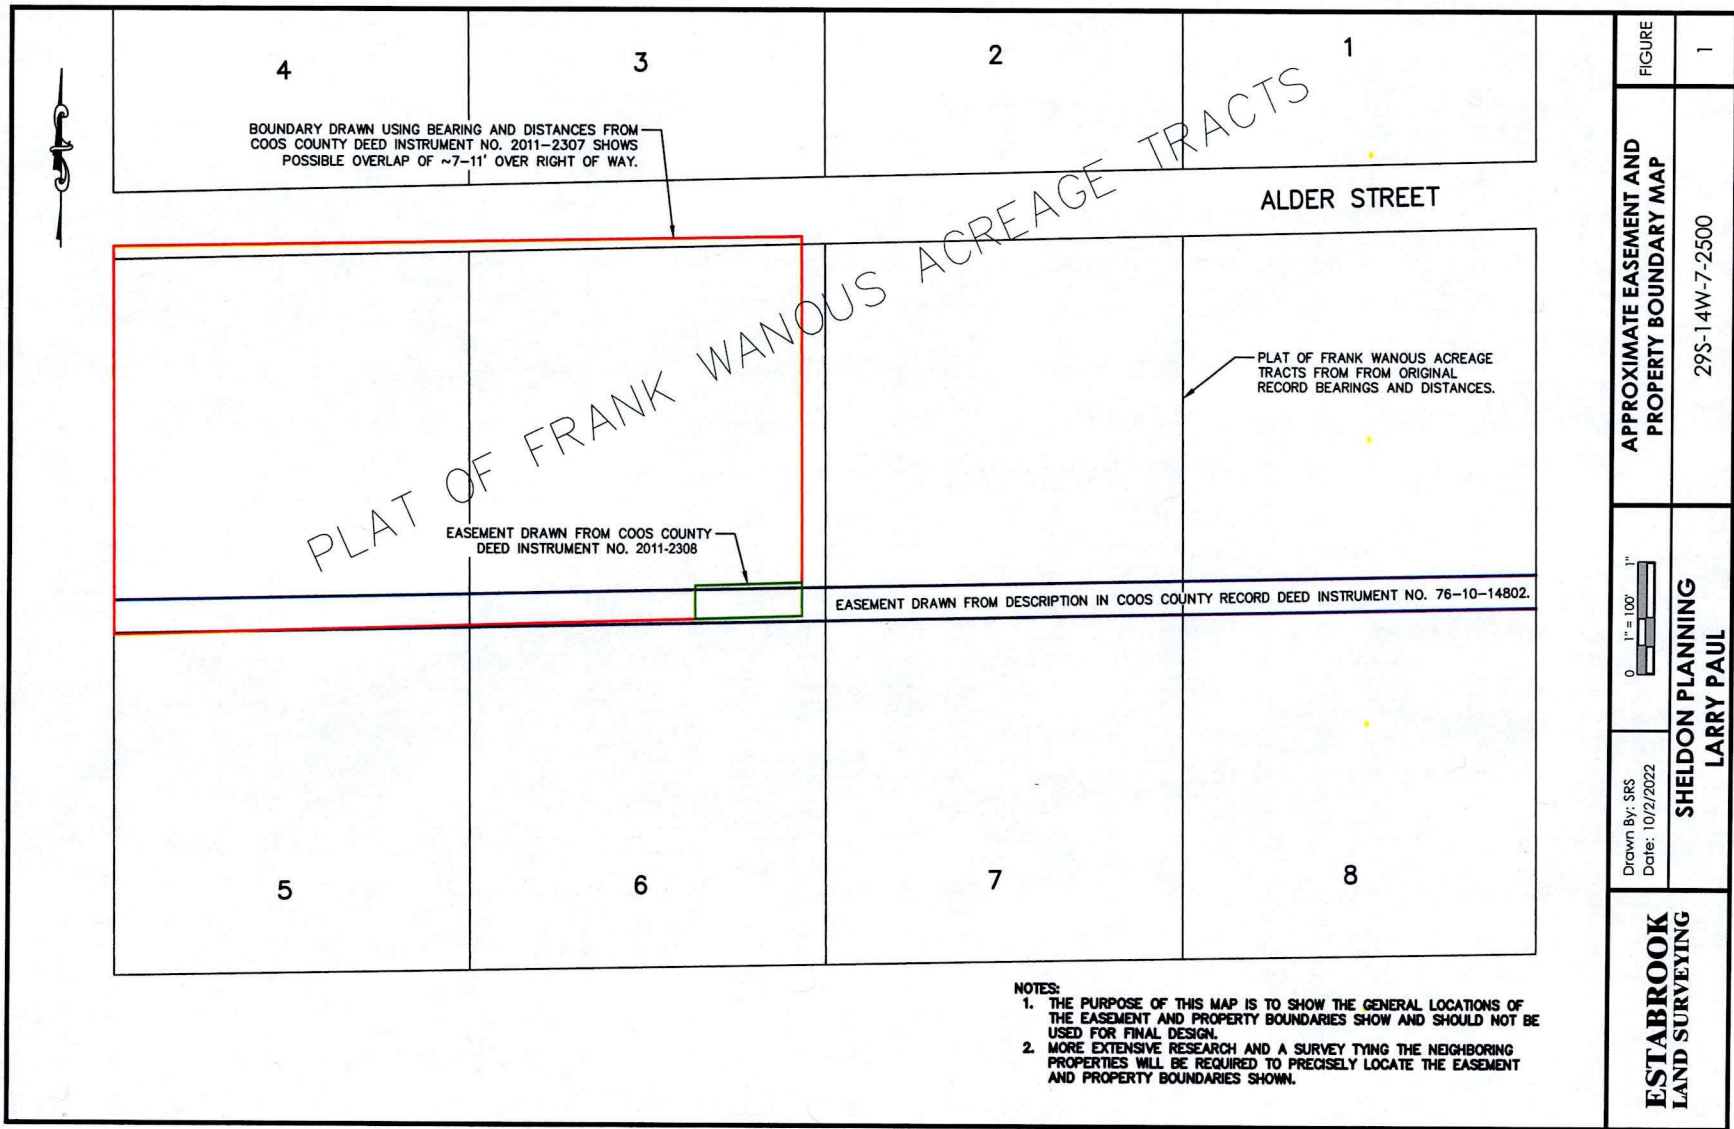 4
3
2
1
BOUNDARY DRAWN USING BEARING AND DISTANCES FROM
COOS COUNTY DEED INSTRUMENT NO. 2011-2307 SHOWS
POSSIBLE OVERLAP OF ~7-11' OVER RIGHT OF WAY.
ALDER STREET
PLAT OF FRANK WANOUS ACREAGE TRACTS
PLAT OF FRANK WANOUS ACREAGE
TRACTS FROM FROM ORIGINAL
RECORD BEARINGS AND DISTANCES.
EASEMENT DRAWN FROM COOS COUNTY
DEED INSTRUMENT NO. 2011-2308
EASEMENT DRAWN FROM DESCRIPTION IN COOS COUNTY RECORD DEED INSTRUMENT NO. 76-10-14802.
5
6
7
8
NOTES:
1. THE PURPOSE OF THIS MAP IS TO SHOW THE GENERAL LOCATIONS OF
THE EASEMENT AND PROPERTY BOUNDARIES SHOW AND SHOULD NOT BE
USED FOR FINAL DESIGN.
2. MORE EXTENSIVE RESEARCH AND A SURVEY TYING THE NEIGHBORING
PROPERTIES WILL BE REQUIRED TO PRECISELY LOCATE THE EASEMENT
AND PROPERTY BOUNDARIES SHOWN.
ESTABROOK
LAND SURVEYING
Drawn By: SRS
Date: 10/2/2022
0 1" = 100' 1"
SHELDON PLANNING
LARRY PAUL
APPROXIMATE EASEMENT AND
PROPERTY BOUNDARY MAP
29S-14W-7-2500
FIGURE
1